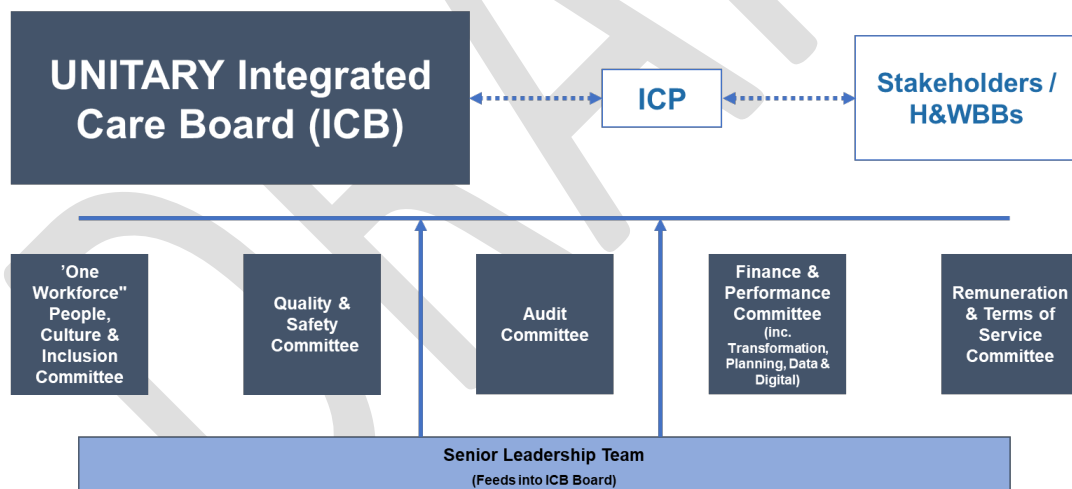 UNITARY Integrated
Care Board (ICB)
ICP
Stakeholders /
H&WBBs
’One
Workforce"
People,
Culture &
Inclusion
Committee
Quality &
Safety
Committee
Audit
Committee
Finance &
Performance
Committee
(inc.
Transformation,
Planning, Data &
Digital)
Remuneration
& Terms of
Service
Committee
Senior Leadership Team
(Feeds into ICB Board)
DRA